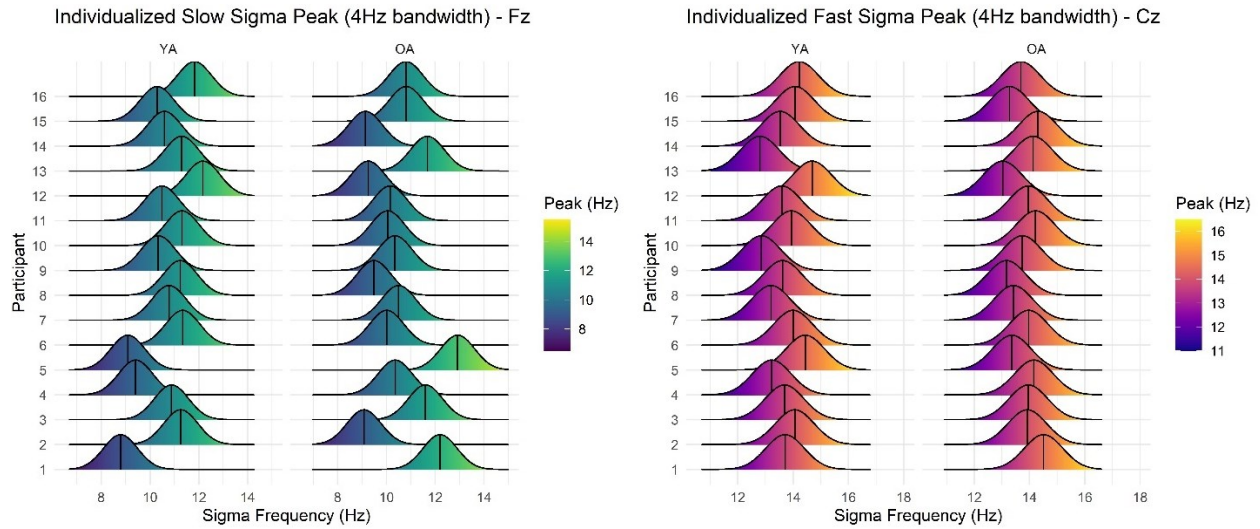 Individualized Slow Sigma Peak (4Hz bandwidth) - Fz
YA
OA
Participant
16
15
14
13
12
11
10
9
8
7
6
5
4
3
2
1
8 10 12 14
8 10 12 14
Sigma Frequency (Hz)
Peak (Hz)
14
12
10
8
Individualized Fast Sigma Peak (4Hz bandwidth) - Cz
YA
OA
Participant
16
15
14
13
12
11
10
9
8
7
6
5
4
3
2
1
12 14 16 18
12 14 16 18
Sigma Frequency (Hz)
Peak (Hz)
16
15
14
13
12
11